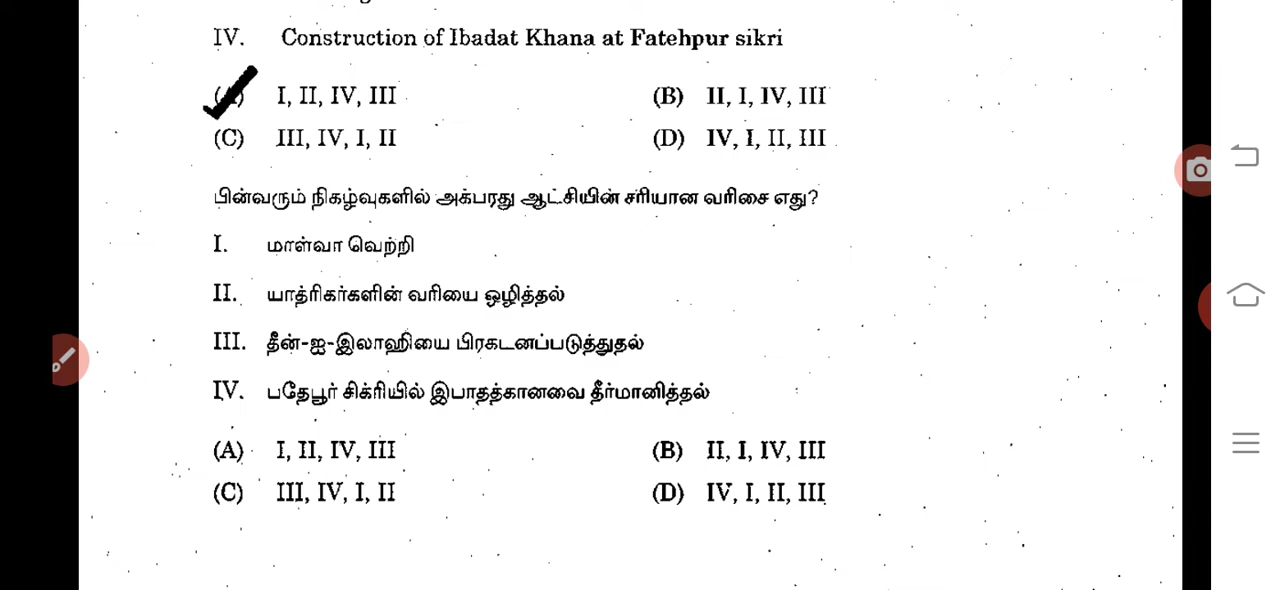 IV. Construction of Ibadat Khana at Fatehpur sikri
(A) I, II, IV, III (B) II, I, IV, III
(C) III, IV, I, II (D) IV, I, II, III
பின்வரும் நிகழ்வுகளில் அக்பரது ஆட்சியின் சரியான வரிசை எது?
I. மாள்வா வெற்றி
II. யாத்ரிகர்களின் வரியை ஒழித்தல்
III. தீன்-ஐ-இலாஹியை பிரகடனப்படுத்துதல்
IV. பதேபூர் சிக்ரியில் இபாதத்கானவை தீர்மானித்தல்
(A) I, II, IV, III (B) II, I, IV, III
(C) III, IV, I, II (D) IV, I, II, III